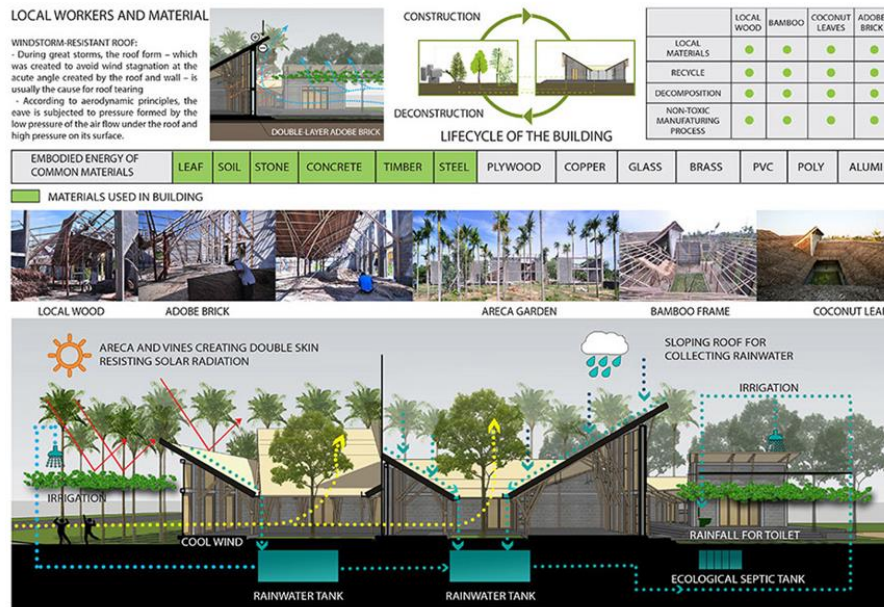 LOCAL WORKERS AND MATERIAL
WINDSTORM-RESISTANT ROOF:
- During great storms, the roof form – which
was created to avoid wind stagnation at the
acute angle created by the roof and wall – is
usually the cause for roof tearing
- According to aerodynamic principles, the
eave is subjected to pressure formed by the
low pressure of the air flow under the roof and
high pressure on its surface.
DOUBLE-LAYER ADOBE BRICK
CONSTRUCTION
DECONSTRUCTION
LIFECYCLE OF THE BUILDING
LOCAL WOOD BAMBOO COCONUT LEAVES ADOBE BRICK
LOCAL MATERIALS
RECYCLE
DECOMPOSITION
NON-TOXIC MANUFATURING PROCESS
EMBODIED ENERGY OF COMMON MATERIALS LEAF SOIL STONE CONCRETE TIMBER STEEL PLYWOOD COPPER GLASS BRASS PVC POLY ALUMI
MATERIALS USED IN BUILDING
LOCAL WOOD ADOBE BRICK ARECA GARDEN BAMBOO FRAME COCONUT LEA
ARECA AND VINES CREATING DOUBLE SKIN
RESISTING SOLAR RADIATION
SLOPING ROOF FOR
COLLECTING RAINWATER
IRRIGATION
IRRIGATION
COOL WIND
RAINFALL FOR TOILET
ECOLOGICAL SEPTIC TANK
RAINWATER TANK
RAINWATER TANK